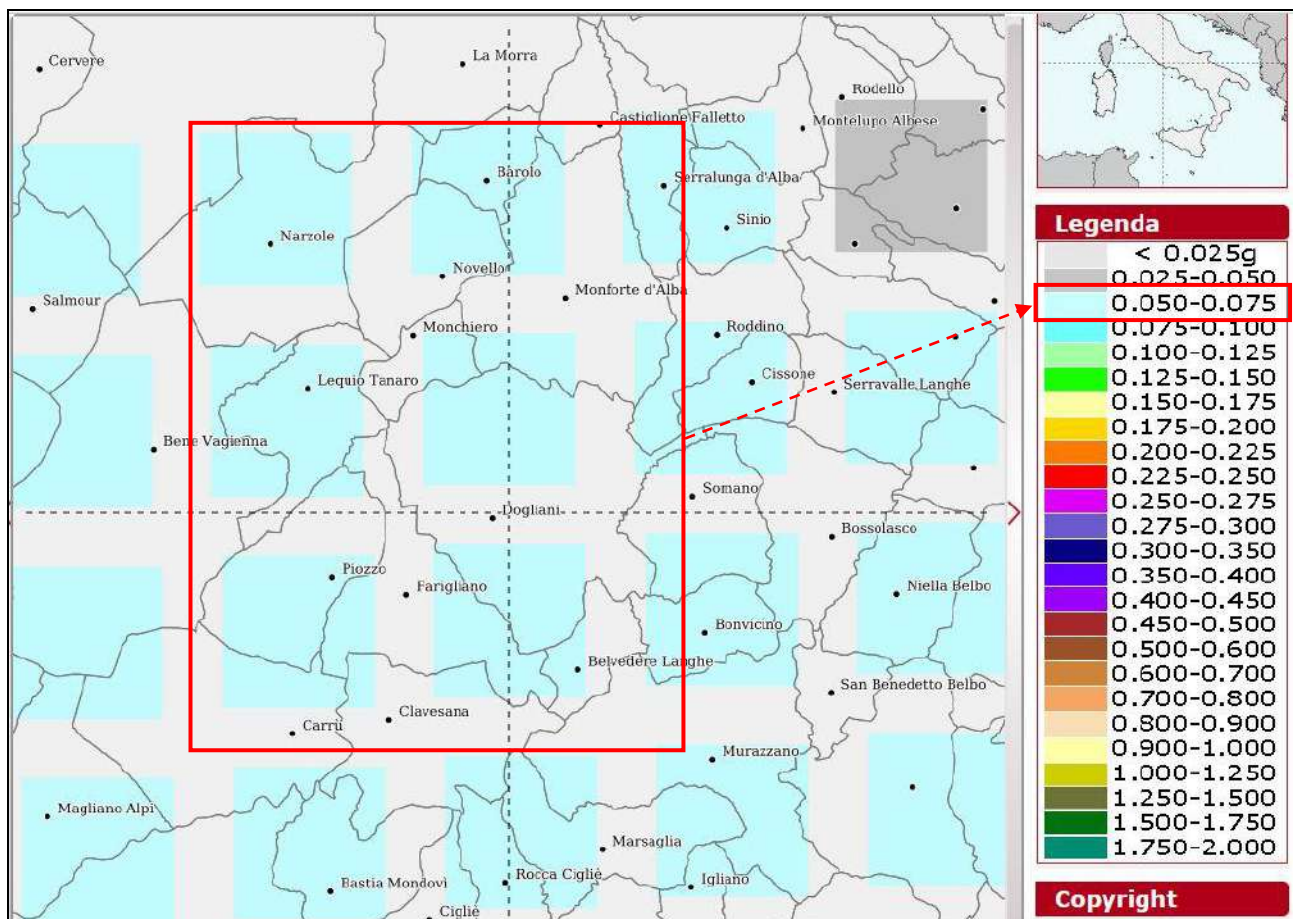 Cervere
La Morra
Rodello
Castiglione Falletto
Montelupo Albese
Barolo
Serralunga d'Alba
Sinio
Narzole
Novello
Monforte d'Alba
Salmour
Monchiero
Roddino
Cissone
Lequio Tanaro
Serravalle Langhe
Bene Vagienna
Somano
Dogliani
Bossolasco
Piozzo
Farigliano
Niella Belbo
Bonvicino
Belvedere Langhe
San Benedetto Belbo
Clavesana
Carrù
Murazzano
Magliano Alpi
Marsaglia
Rocca Cigliè
Bastia Mondovì
Igliano
Cigliè
Legenda
< 0.025g
0.025-0.050
0.050-0.075
0.075-0.100
0.100-0.125
0.125-0.150
0.150-0.175
0.175-0.200
0.200-0.225
0.225-0.250
0.250-0.275
0.275-0.300
0.300-0.350
0.350-0.400
0.400-0.450
0.450-0.500
0.500-0.600
0.600-0.700
0.700-0.800
0.800-0.900
0.900-1.000
1.000-1.250
1.250-1.500
1.500-1.750
1.750-2.000
Copyright